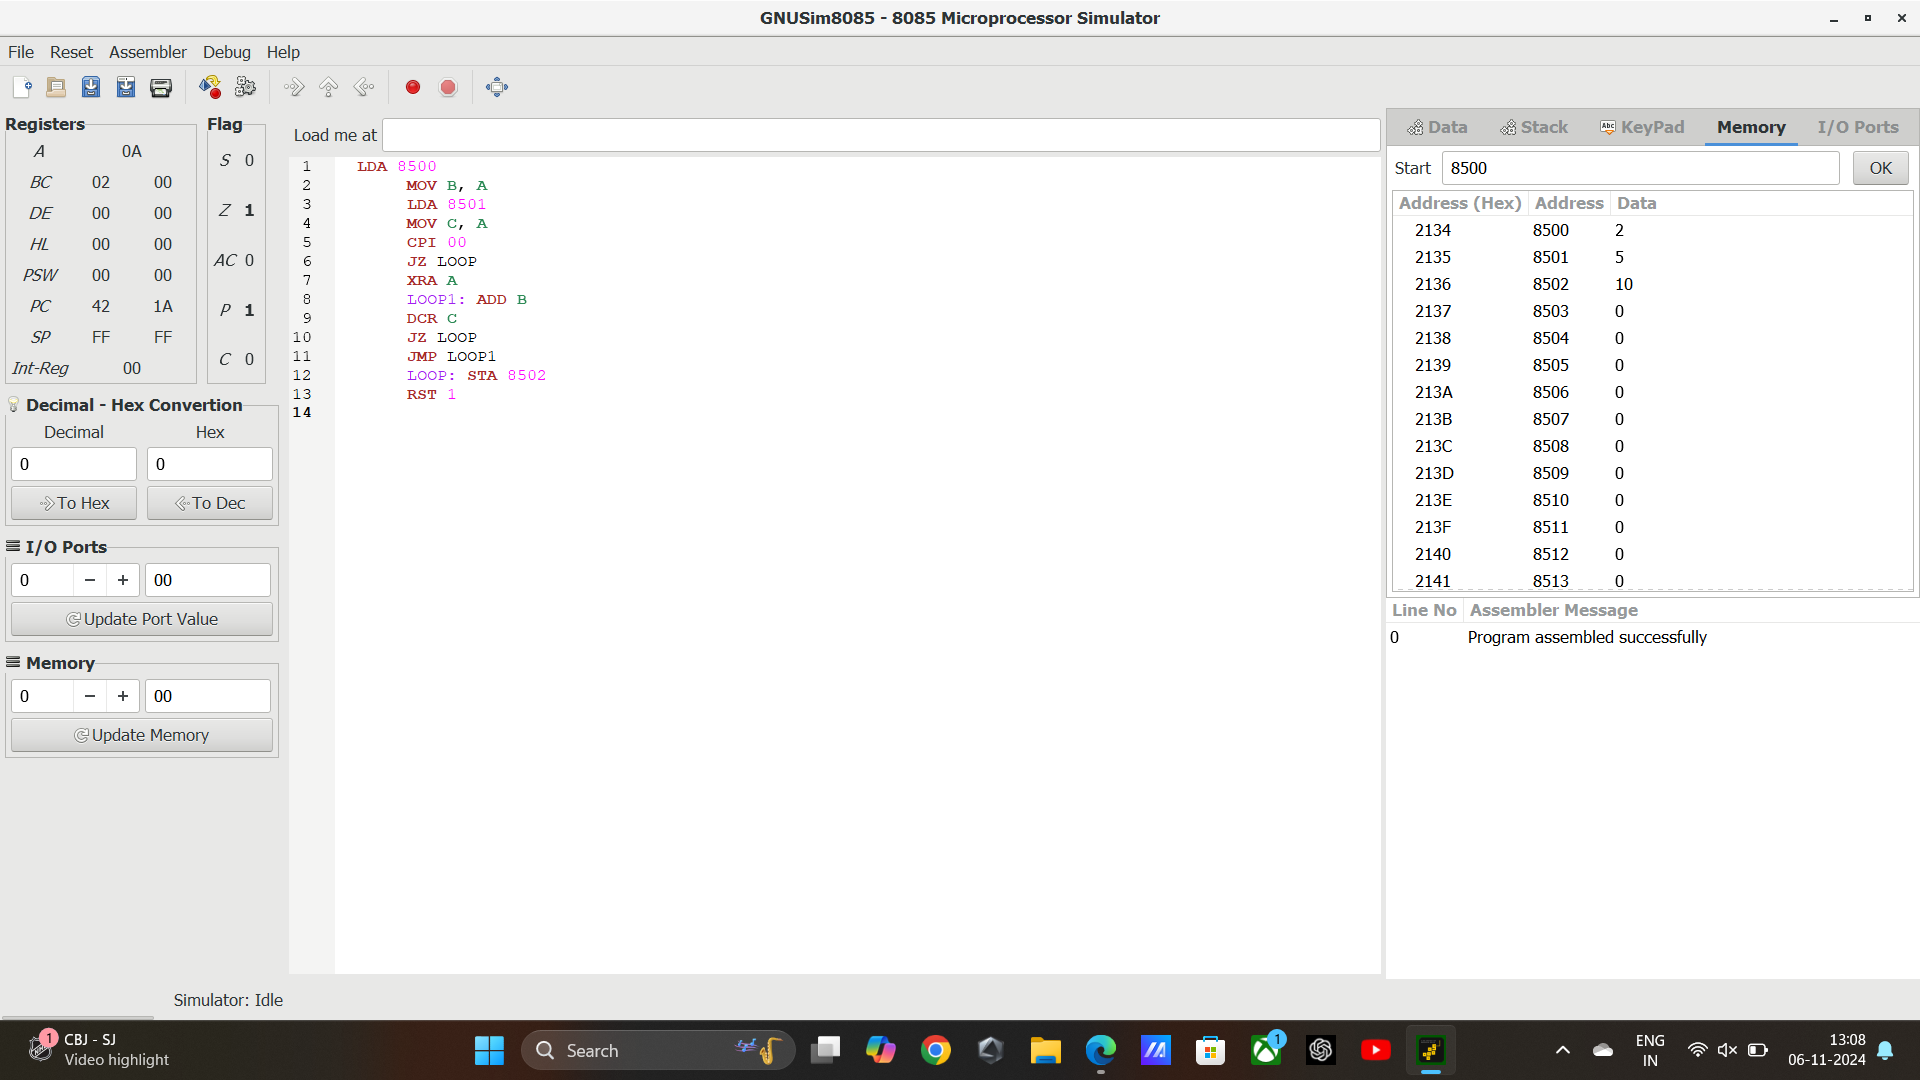 GNUSim8085 - 8085 Microprocessor Simulator
File Reset Assembler Debug Help
Registers
A 0A
BC 02 00
DE 00 00
HL 00 00
PSW 00 00
PC 42 1A
SP FF FF
Int-Reg 00
Flag
S 0
Z 1
AC 0
P 1
C 0
Decimal - Hex Convertion
Decimal Hex
0 0
To Hex To Dec
I/O Ports
0 − + 00
Update Port Value
Memory
0 − + 00
Update Memory
Load me at
1 LDA 8500
2 MOV B, A
3 LDA 8501
4 MOV C, A
5 CPI 00
6 JZ LOOP
7 XRA A
8 LOOP1: ADD B
9 DCR C
10 JZ LOOP
11 JMP LOOP1
12 LOOP: STA 8502
13 RST 1
14
Data Stack Abc KeyPad Memory I/O Ports
Start 8500 OK
Address (Hex) Address Data
2134 8500 2
2135 8501 5
2136 8502 10
2137 8503 0
2138 8504 0
2139 8505 0
213A 8506 0
213B 8507 0
213C 8508 0
213D 8509 0
213E 8510 0
213F 8511 0
2140 8512 0
2141 8513 0
Line No Assembler Message
0 Program assembled successfully
Simulator: Idle
1 CBJ - SJ
Video highlight
Search
1
ENG
IN
13:08
06-11-2024